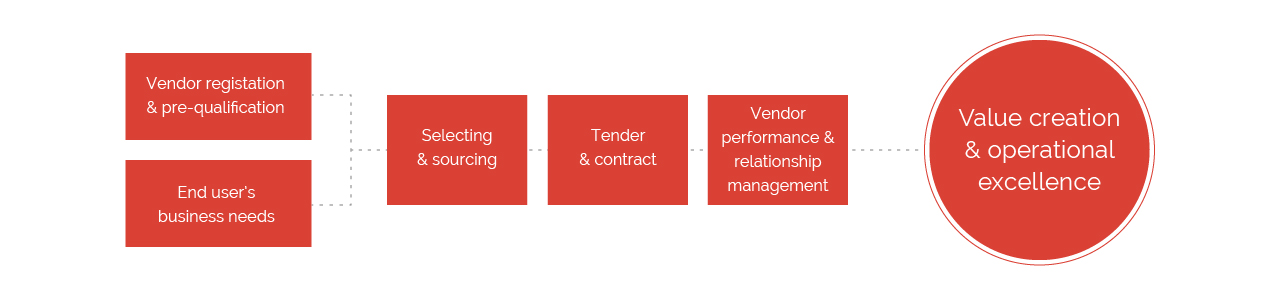 Vendor registation
& pre-qualification
End user's
business needs
Selecting
& sourcing
Tender
& contract
Vendor
performance &
relationship
management
Value creation
& operational
excellence